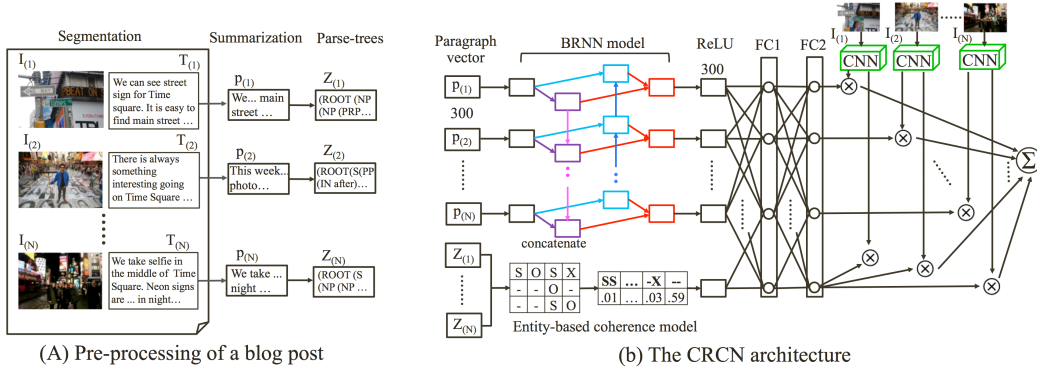 Segmentation
Summarization
Parse-trees
I(1)
T(1)
p(1)
Z(1)
We can see street
sign for Time
square. It is easy to
find main street ...
We... main
street ...
(ROOT (NP
(NP (PRP...
I(2)
T(2)
p(2)
Z(2)
There is always
something
interesting going
on Time Square ...
This week...
photo...
(ROOT(S(PP
(IN after)...
I(N)
T(N)
p(N)
Z(N)
We take selfie in
the middle of Time
Square. Neon signs
are ... in night...
We take ...
night ...
(ROOT (S
(NP (NP ...
(A) Pre-processing of a blog post
Paragraph
vector
BRNN model
ReLU
FC1
FC2
I(1)
I(2)
I(N)
CNN
CNN
CNN
p(1)
300
300
p(2)
p(N)
concatenate
Σ
Z(1)
Z(N)
S O S X
- - O -
- - S O
SS ... -X --
.01 ... .03 .59
Entity-based coherence model
(b) The CRCN architecture